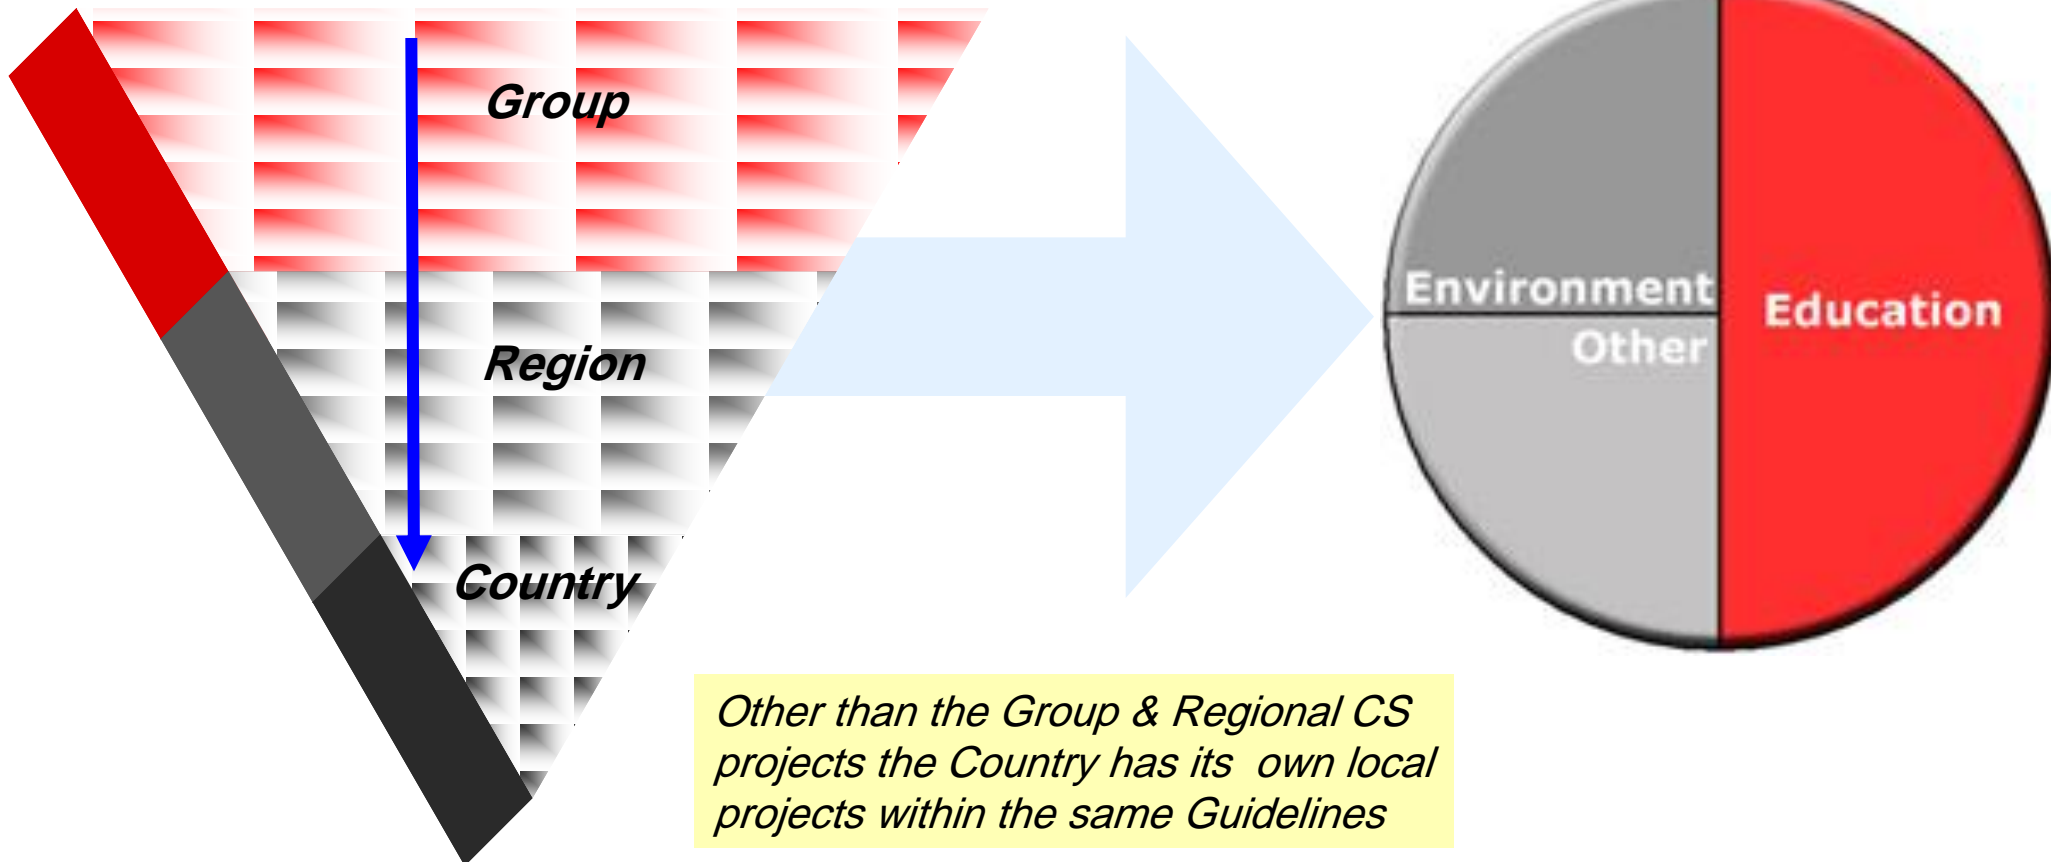 Group
Region
Country
Environment
Other
Education
Other than the Group & Regional CS
projects the Country has its  own local
projects within the same Guidelines